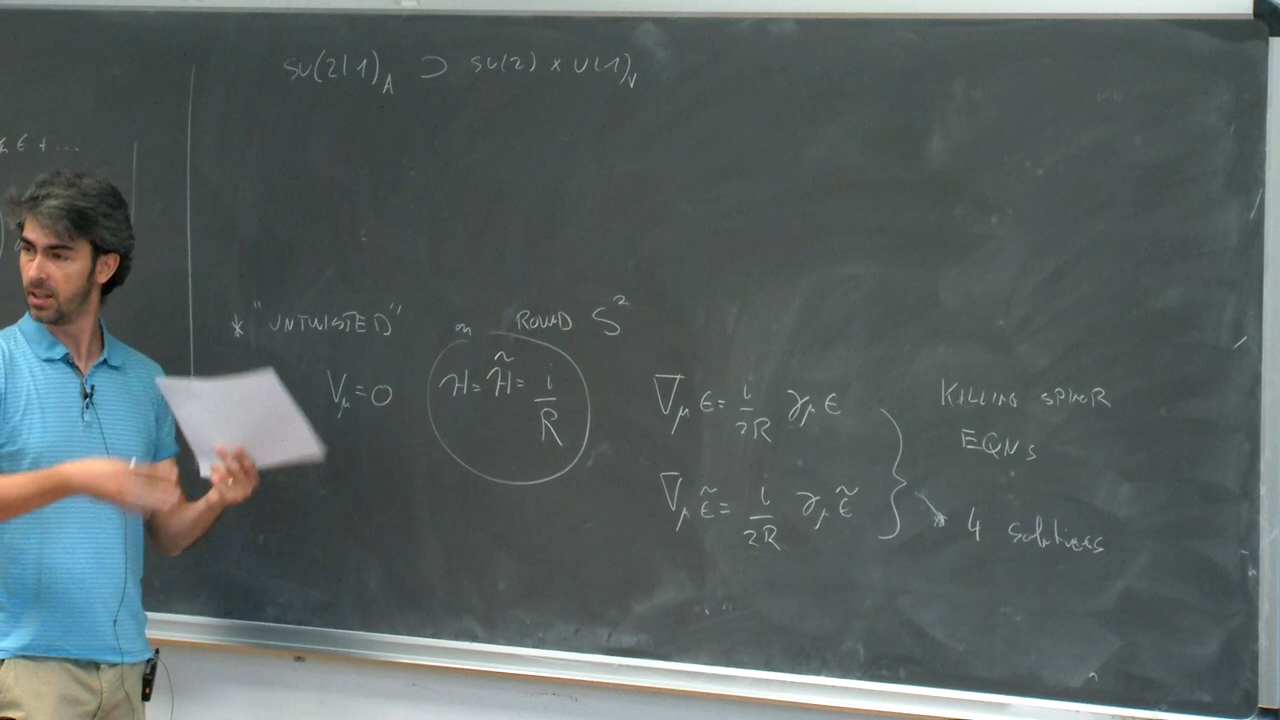 SU(2|1)_A ⊃ SU(2) × U(1)_V
ϵ + ...
* "UNTWISTED" on ROUND S²
V_μ = 0
H = H̃ = i/R
∇_μ ϵ = i/2R γ_μ ϵ
∇_μ ϵ̃ = i/2R γ_μ ϵ̃
KILLING SPINOR
EQNS
→ 4 solutions